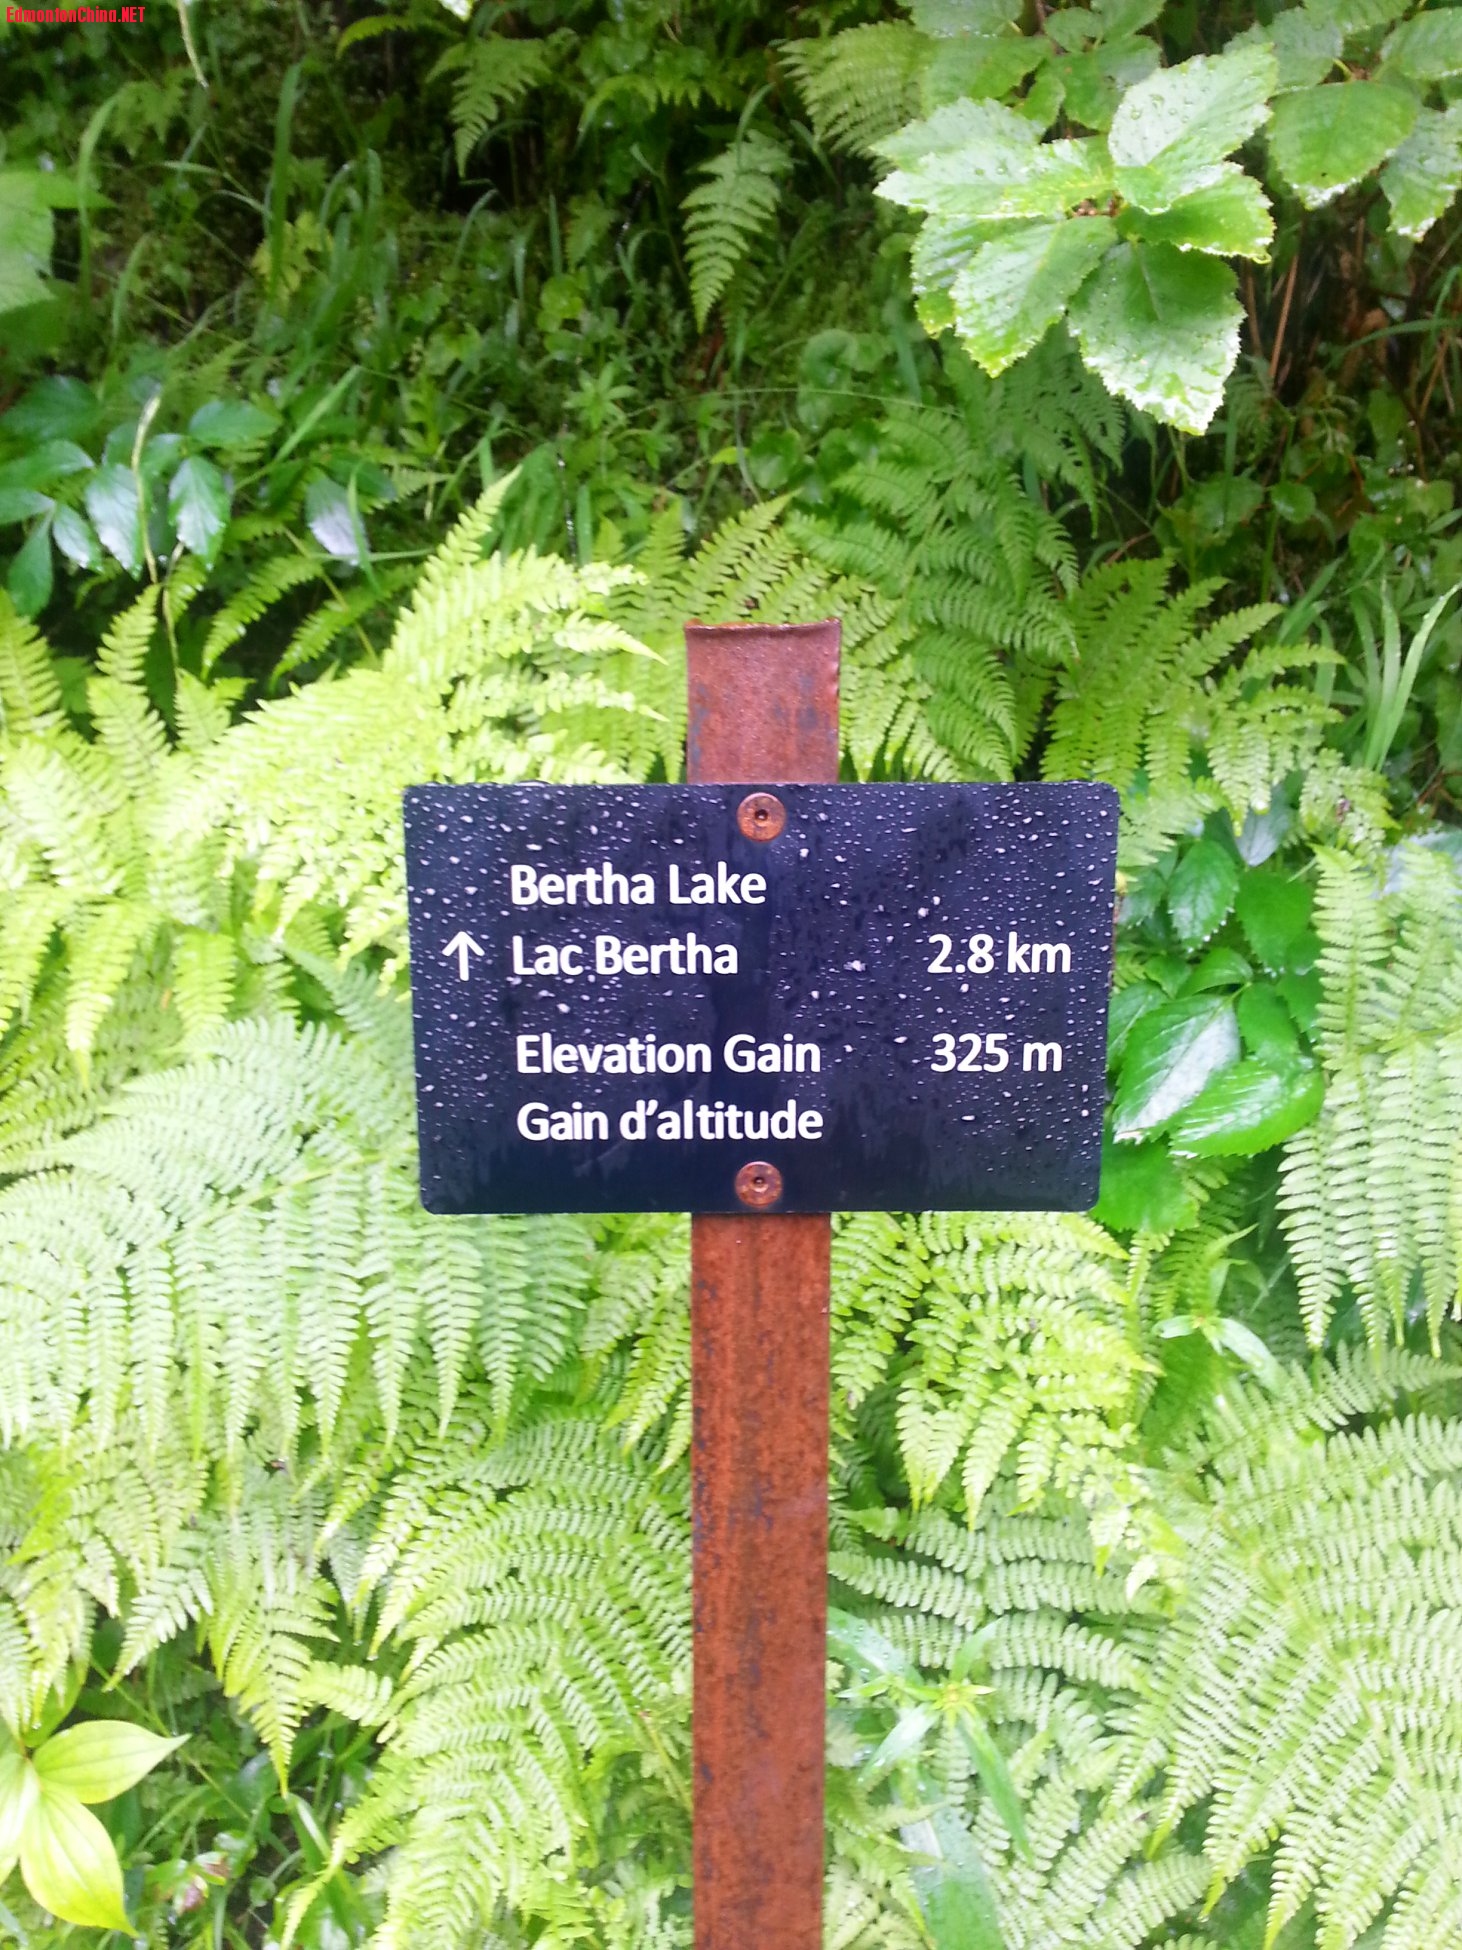 EdmontonChina.NET
Bertha Lake
↑ Lac Bertha 2.8 km
Elevation Gain 325 m
Gain d'altitude